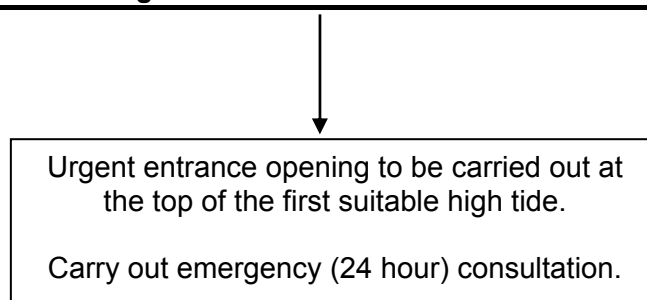 Urgent entrance opening to be carried out at
the top of the first suitable high tide.
Carry out emergency (24 hour) consultation.